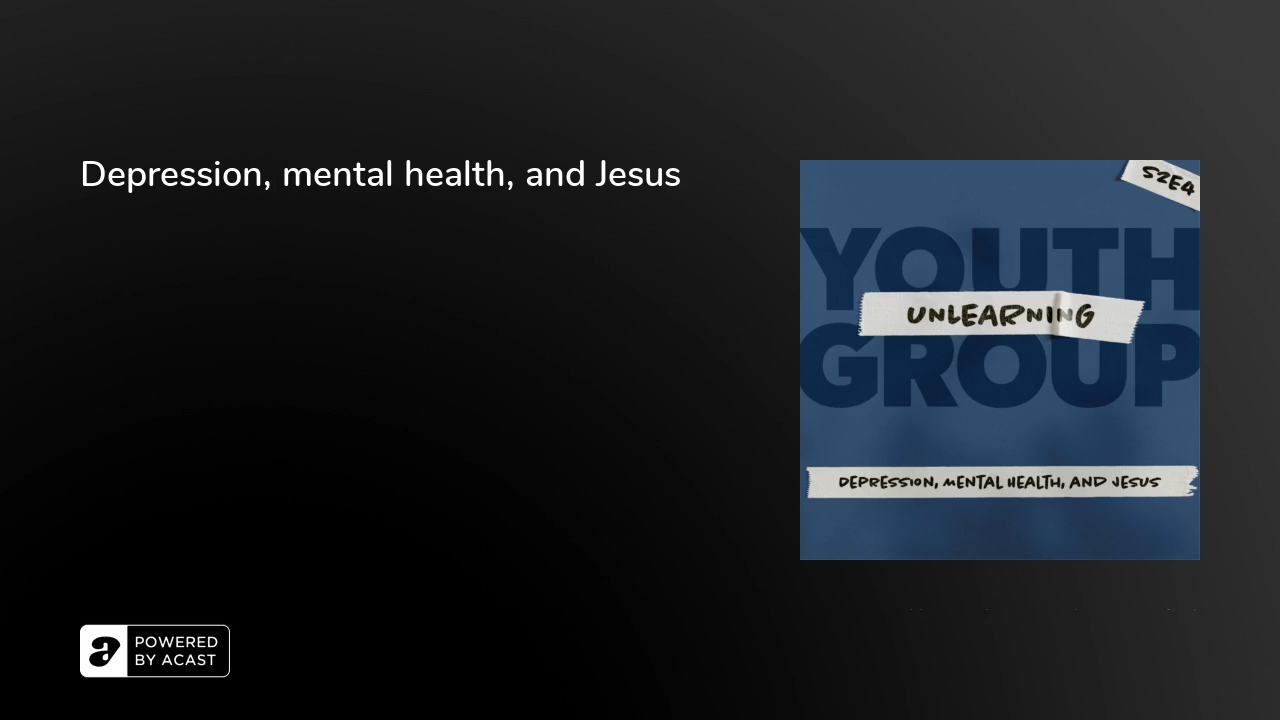 Depression, mental health, and Jesus
S2E4
YOUTH
UNLEARNING
GROUP
DEPRESSION, MENTAL HEALTH, AND JESUS
a
POWERED
BY ACAST